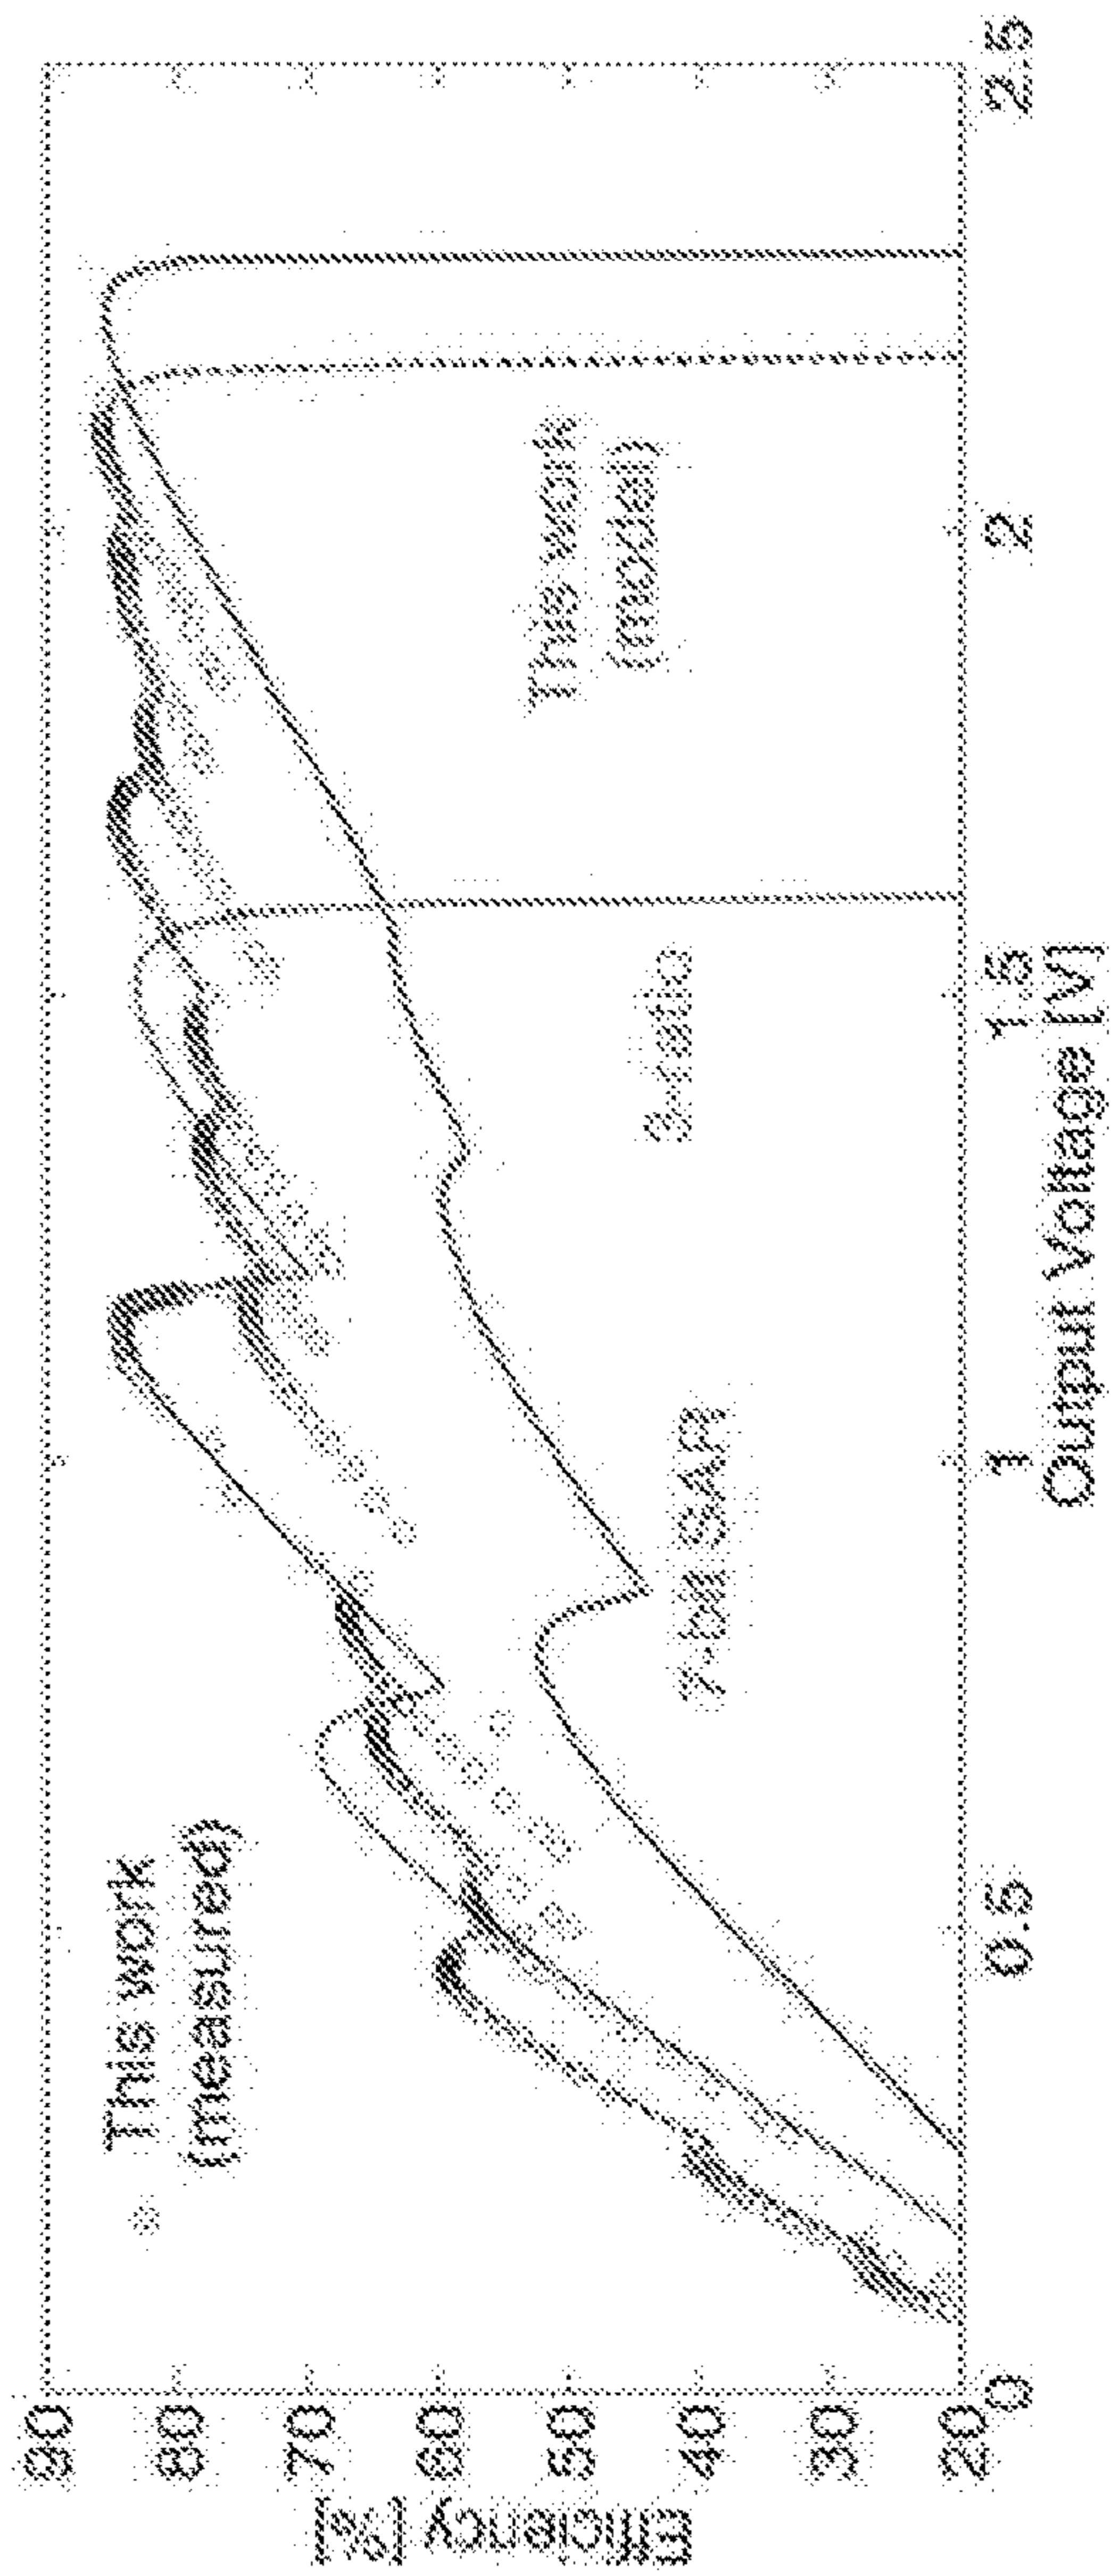 Efficiency [%]
90
80
70
60
50
40
30
20
This work
(measured)
7-bit SAR
3-ratio
This work
(model)
0
0.5
1
1.5
2
2.5
Output Voltage [V]